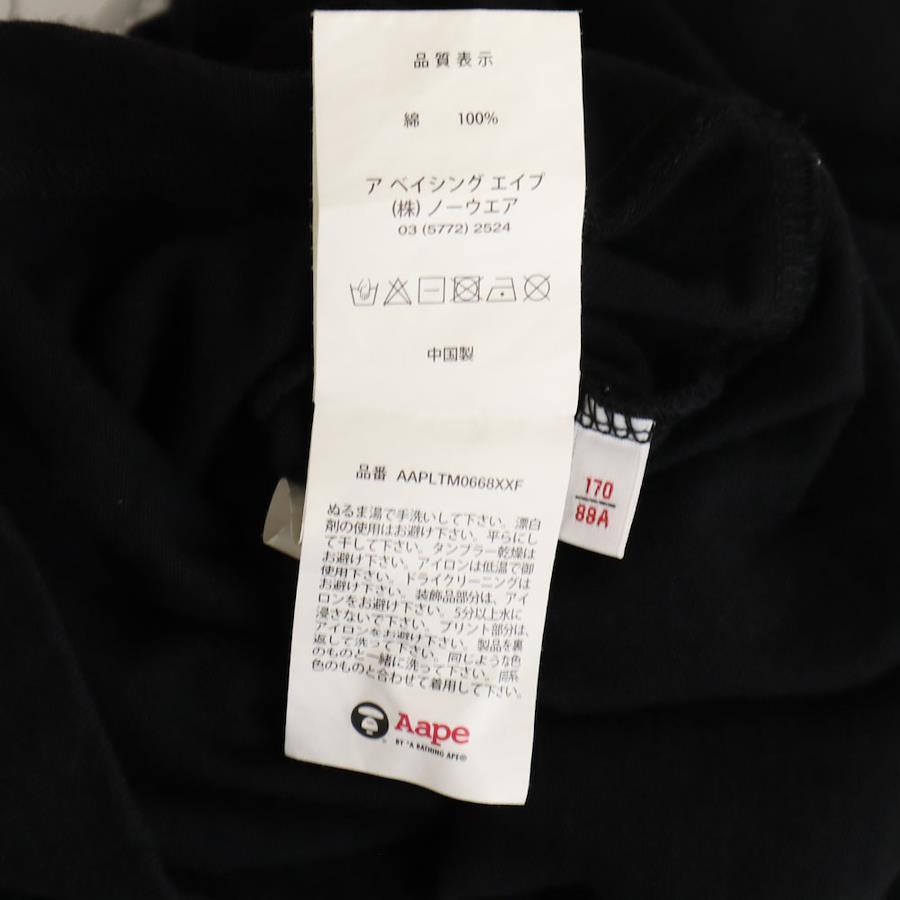 品質表示
綿 100%
ア ベイシング エイプ
(株) ノーウエア
03 (5772) 2524
中国製
品番 AAPLTM0668XXF
ぬるま湯で手洗いして下さい。漂白
剤の使用はお避け下さい。平らにし
て干して下さい。タンブラー乾燥は
お避け下さい。アイロンは低温で御
使用下さい。ドライクリーニングは
お避け下さい。装飾品部分は、アイ
ロンをお避け下さい。5分以上水に
浸さないで下さい。プリント部分は、
アイロンをお避け下さい。製品を裏
返して洗って下さい。同じような色
のものと一緒に洗って下さい。同系
色のものと合わせて着用して下さい。
Aape
BY *A BATHING APE®
170
88A